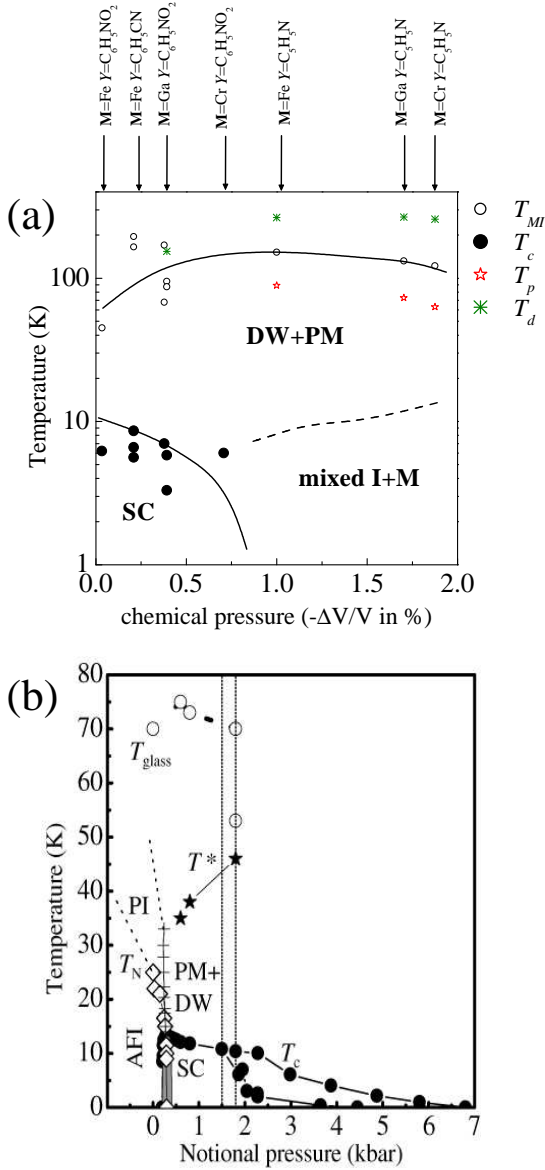 M=Fe Y=C6H5NO2
M=Fe Y=C6H5CN
M=Ga Y=C6H5NO2
M=Cr Y=C6H5NO2
M=Fe Y=C5H5N
M=Ga Y=C5H5N
M=Cr Y=C5H5N
(a)
Temperature (K)
100
10
1
DW+PM
SC
mixed I+M
T_MI
T_c
T_p
T_d
0.0 0.5 1.0 1.5 2.0
chemical pressure (-ΔV/V in %)
(b)
Temperature (K)
80
70
60
50
40
30
20
10
0
T_glass
T*
PI
T_N
PM+
DW
AFI
SC
T_c
0 1 2 3 4 5 6 7
Notional pressure (kbar)